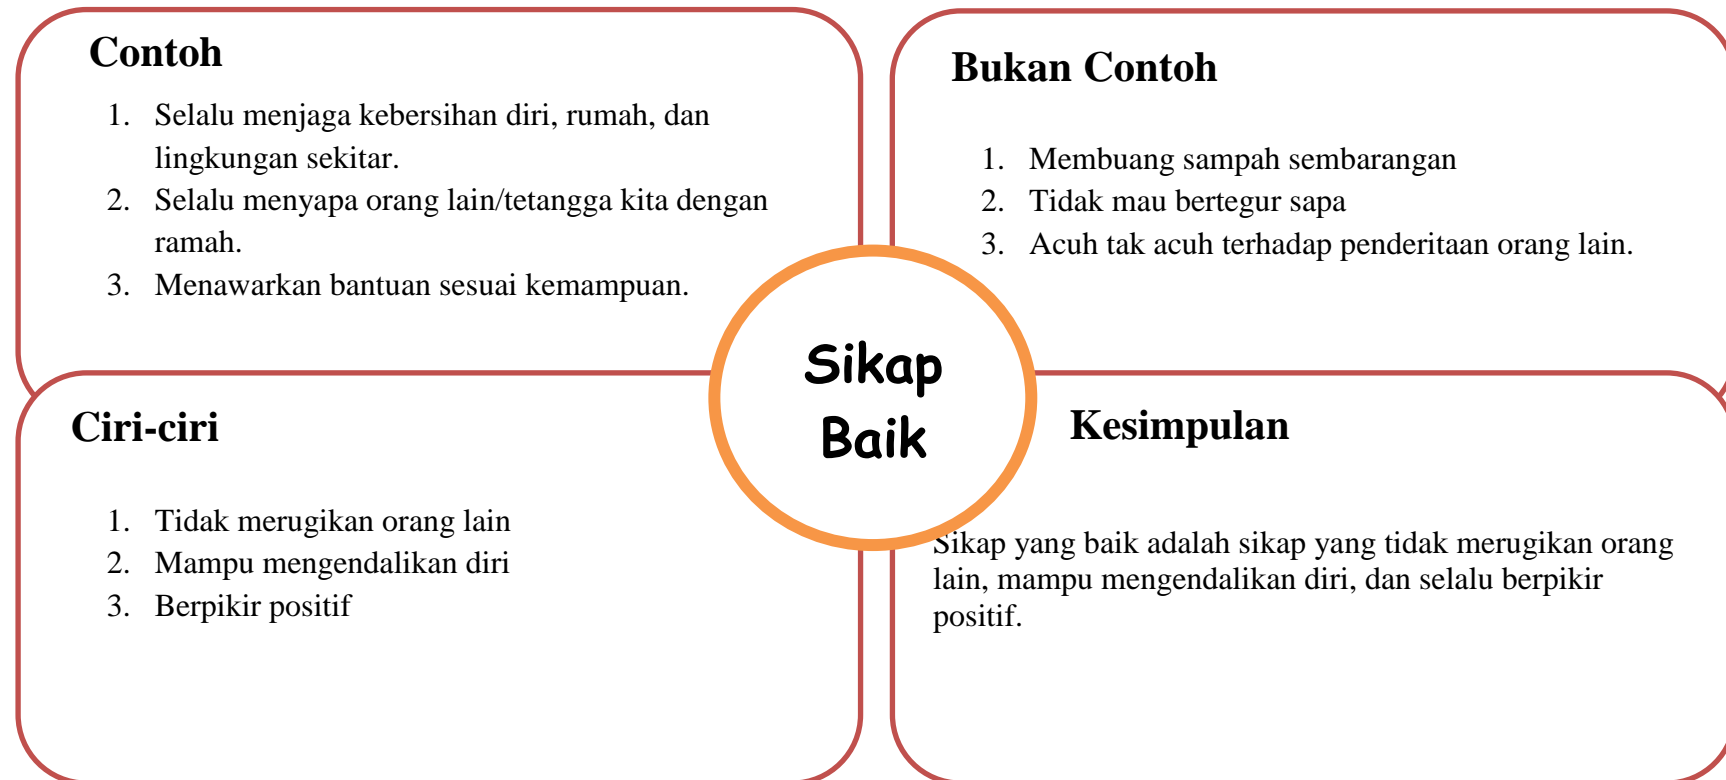 Contoh
1. Selalu menjaga kebersihan diri, rumah, dan
lingkungan sekitar.
2. Selalu menyapa orang lain/tetangga kita dengan
ramah.
3. Menawarkan bantuan sesuai kemampuan.
Bukan Contoh
1. Membuang sampah sembarangan
2. Tidak mau bertegur sapa
3. Acuh tak acuh terhadap penderitaan orang lain.
Sikap
Baik
Ciri-ciri
1. Tidak merugikan orang lain
2. Mampu mengendalikan diri
3. Berpikir positif
Kesimpulan
Sikap yang baik adalah sikap yang tidak merugikan orang
lain, mampu mengendalikan diri, dan selalu berpikir
positif.